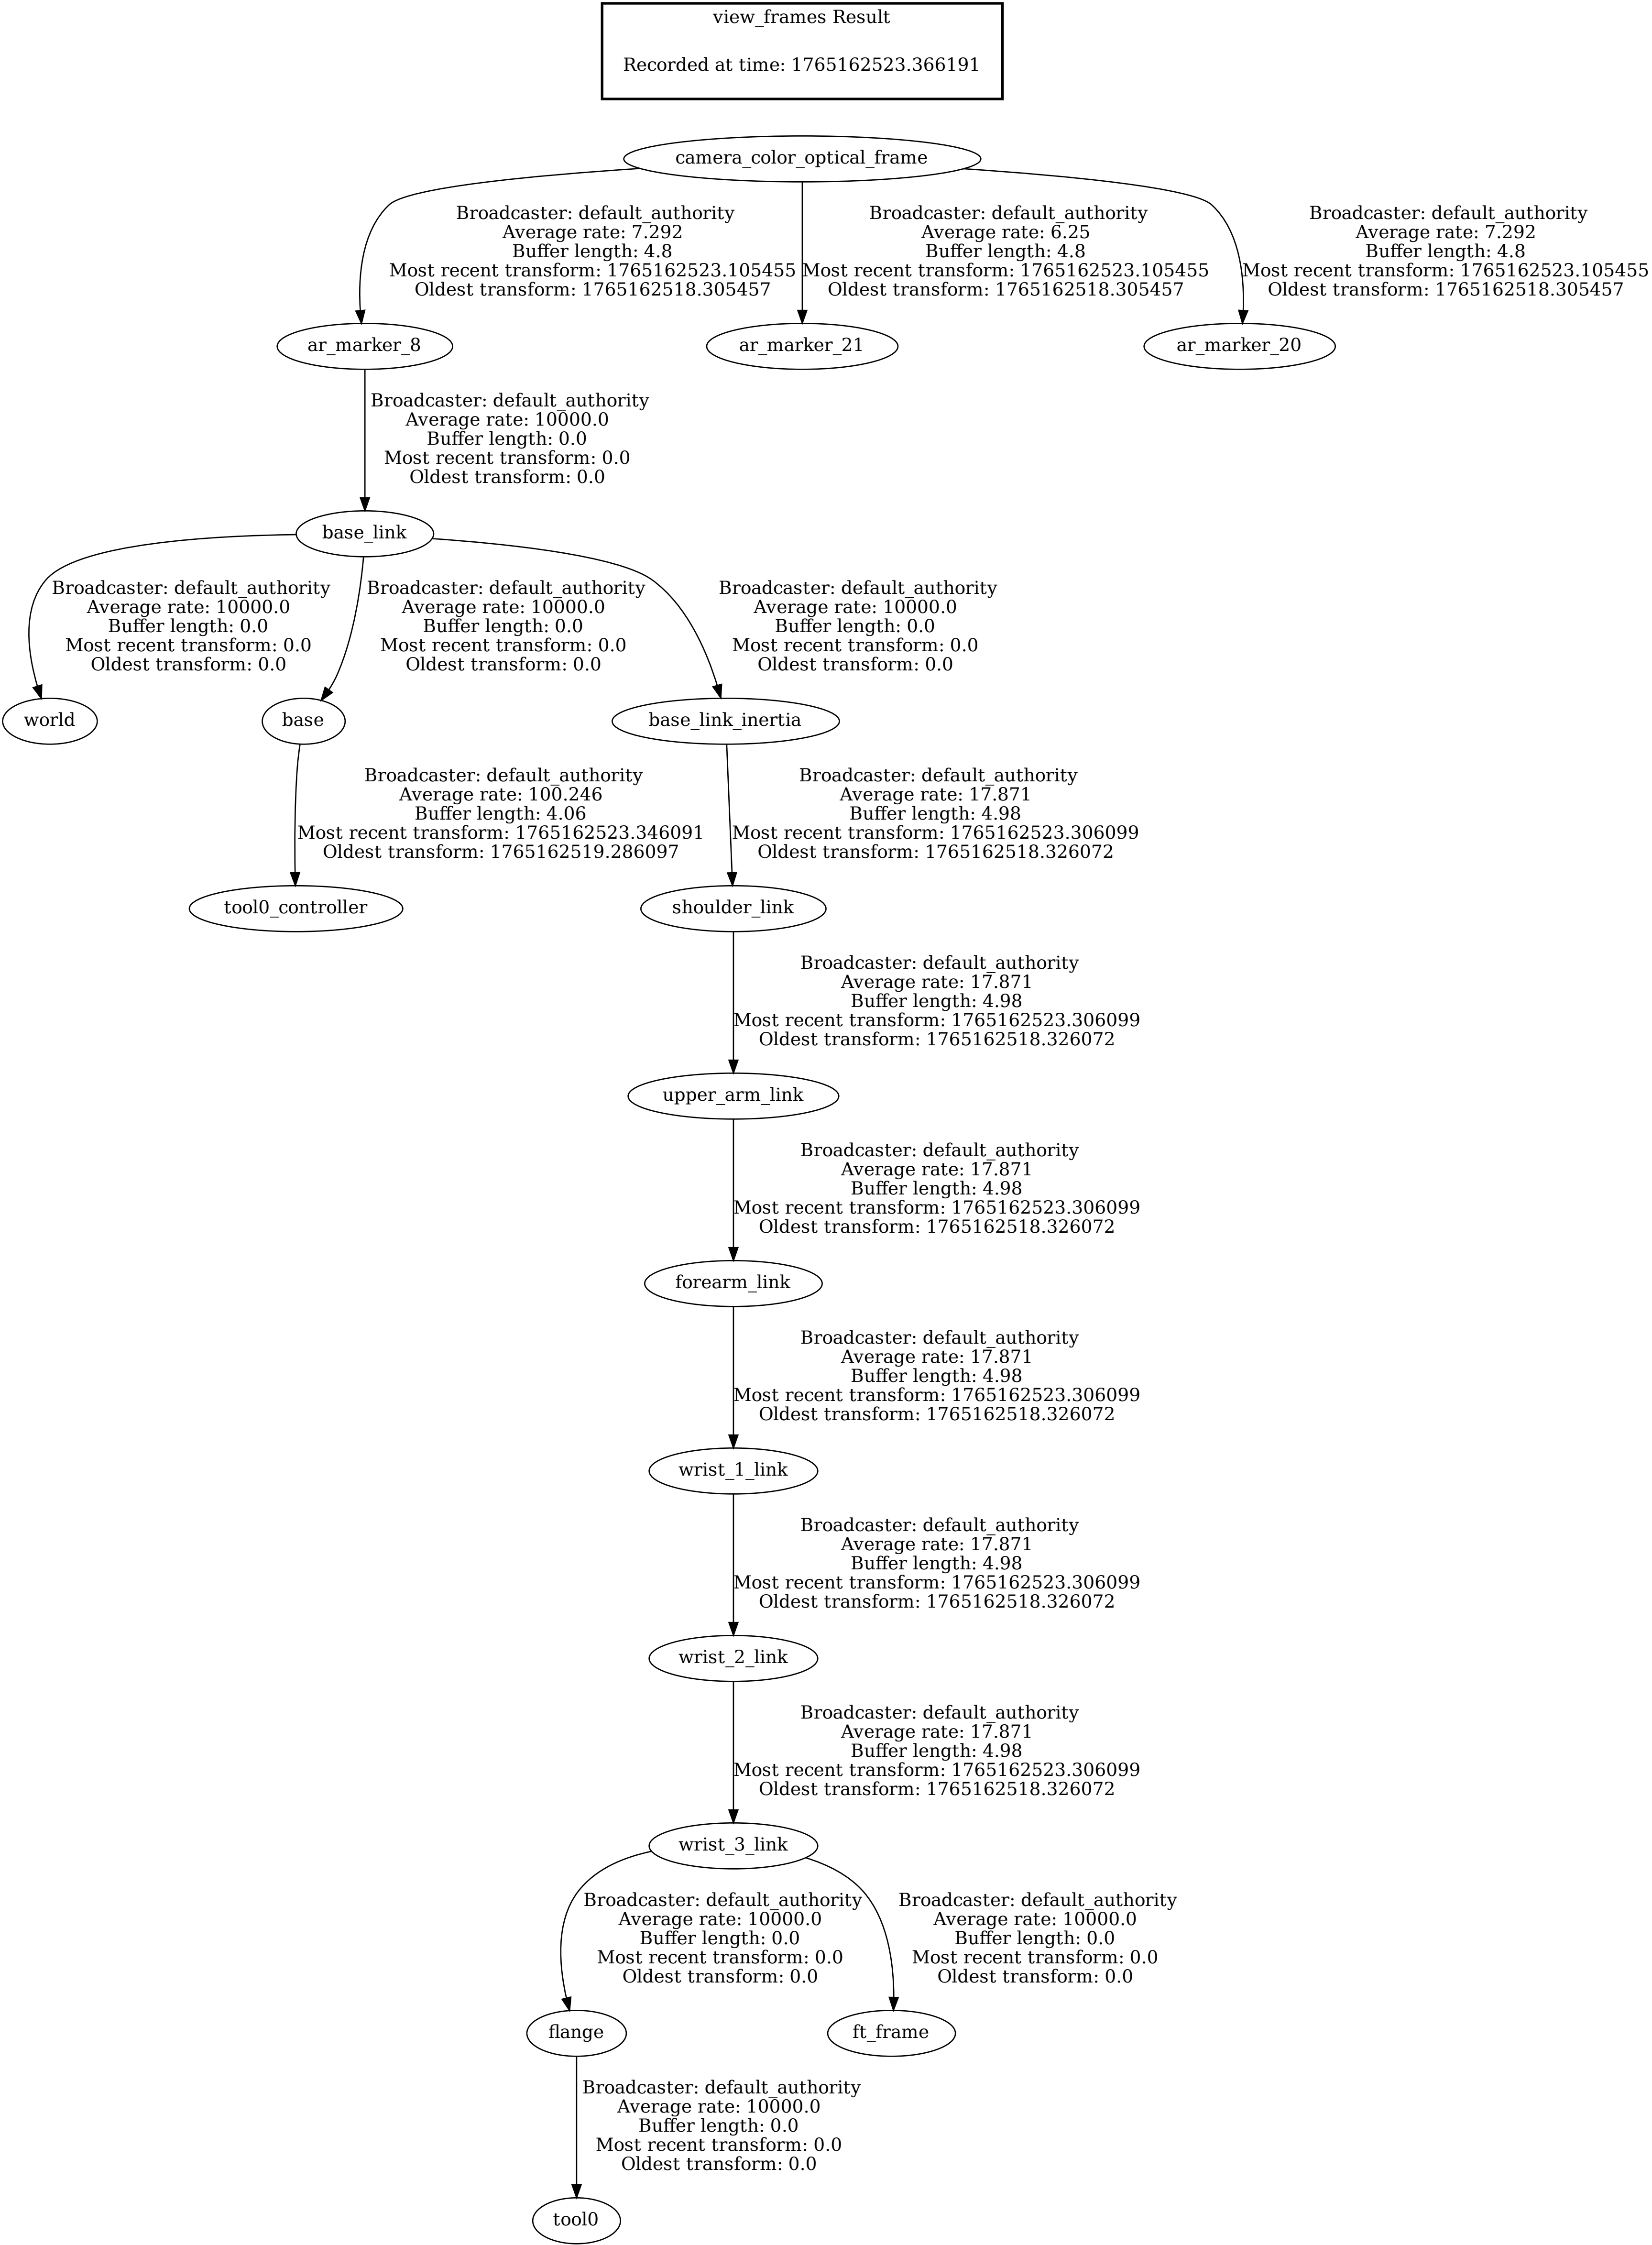 view_frames Result
Recorded at time: 1765162523.366191
camera_color_optical_frame
Broadcaster: default_authority
Average rate: 7.292
Buffer length: 4.8
Most recent transform: 1765162523.105455
Oldest transform: 1765162518.305457
Broadcaster: default_authority
Average rate: 6.25
Buffer length: 4.8
Most recent transform: 1765162523.105455
Oldest transform: 1765162518.305457
Broadcaster: default_authority
Average rate: 7.292
Buffer length: 4.8
Most recent transform: 1765162523.105455
Oldest transform: 1765162518.305457
ar_marker_8
ar_marker_21
ar_marker_20
Broadcaster: default_authority
Average rate: 10000.0
Buffer length: 0.0
Most recent transform: 0.0
Oldest transform: 0.0
base_link
Broadcaster: default_authority
Average rate: 10000.0
Buffer length: 0.0
Most recent transform: 0.0
Oldest transform: 0.0
Broadcaster: default_authority
Average rate: 10000.0
Buffer length: 0.0
Most recent transform: 0.0
Oldest transform: 0.0
Broadcaster: default_authority
Average rate: 10000.0
Buffer length: 0.0
Most recent transform: 0.0
Oldest transform: 0.0
world
base
base_link_inertia
Broadcaster: default_authority
Average rate: 100.246
Buffer length: 4.06
Most recent transform: 1765162523.346091
Oldest transform: 1765162519.286097
Broadcaster: default_authority
Average rate: 17.871
Buffer length: 4.98
Most recent transform: 1765162523.306099
Oldest transform: 1765162518.326072
tool0_controller
shoulder_link
Broadcaster: default_authority
Average rate: 17.871
Buffer length: 4.98
Most recent transform: 1765162523.306099
Oldest transform: 1765162518.326072
upper_arm_link
Broadcaster: default_authority
Average rate: 17.871
Buffer length: 4.98
Most recent transform: 1765162523.306099
Oldest transform: 1765162518.326072
forearm_link
Broadcaster: default_authority
Average rate: 17.871
Buffer length: 4.98
Most recent transform: 1765162523.306099
Oldest transform: 1765162518.326072
wrist_1_link
Broadcaster: default_authority
Average rate: 17.871
Buffer length: 4.98
Most recent transform: 1765162523.306099
Oldest transform: 1765162518.326072
wrist_2_link
Broadcaster: default_authority
Average rate: 17.871
Buffer length: 4.98
Most recent transform: 1765162523.306099
Oldest transform: 1765162518.326072
wrist_3_link
Broadcaster: default_authority
Average rate: 10000.0
Buffer length: 0.0
Most recent transform: 0.0
Oldest transform: 0.0
Broadcaster: default_authority
Average rate: 10000.0
Buffer length: 0.0
Most recent transform: 0.0
Oldest transform: 0.0
flange
ft_frame
Broadcaster: default_authority
Average rate: 10000.0
Buffer length: 0.0
Most recent transform: 0.0
Oldest transform: 0.0
tool0